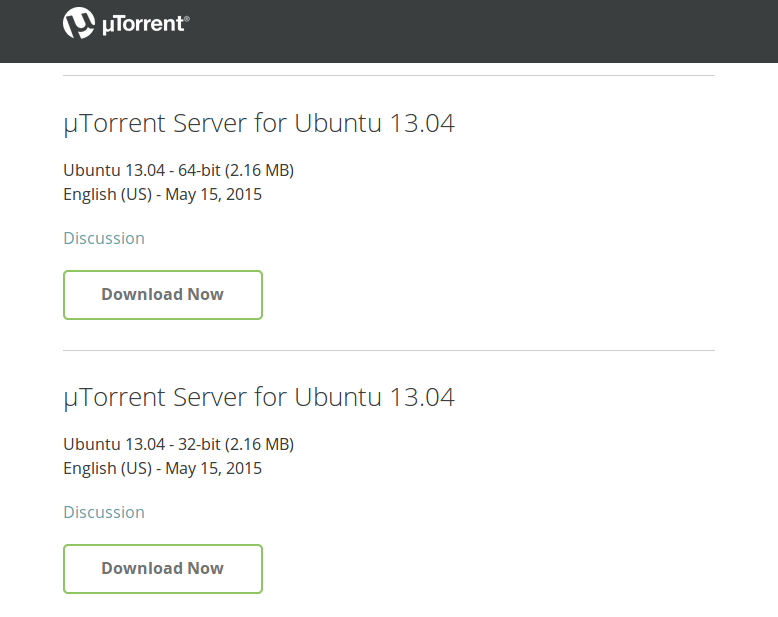 µTorrent®
µTorrent Server for Ubuntu 13.04
Ubuntu 13.04 - 64-bit (2.16 MB)
English (US) - May 15, 2015
Discussion
Download Now
µTorrent Server for Ubuntu 13.04
Ubuntu 13.04 - 32-bit (2.16 MB)
English (US) - May 15, 2015
Discussion
Download Now